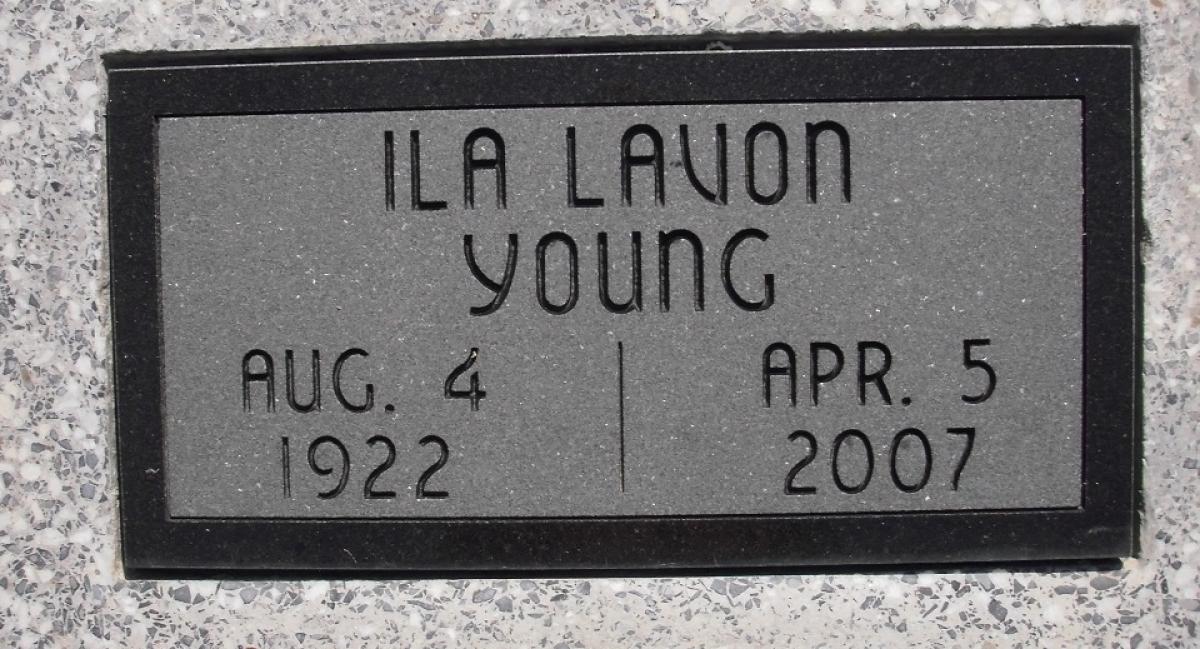 ILA LAVON
YOUNG
AUG. 4
1922
APR. 5
2007